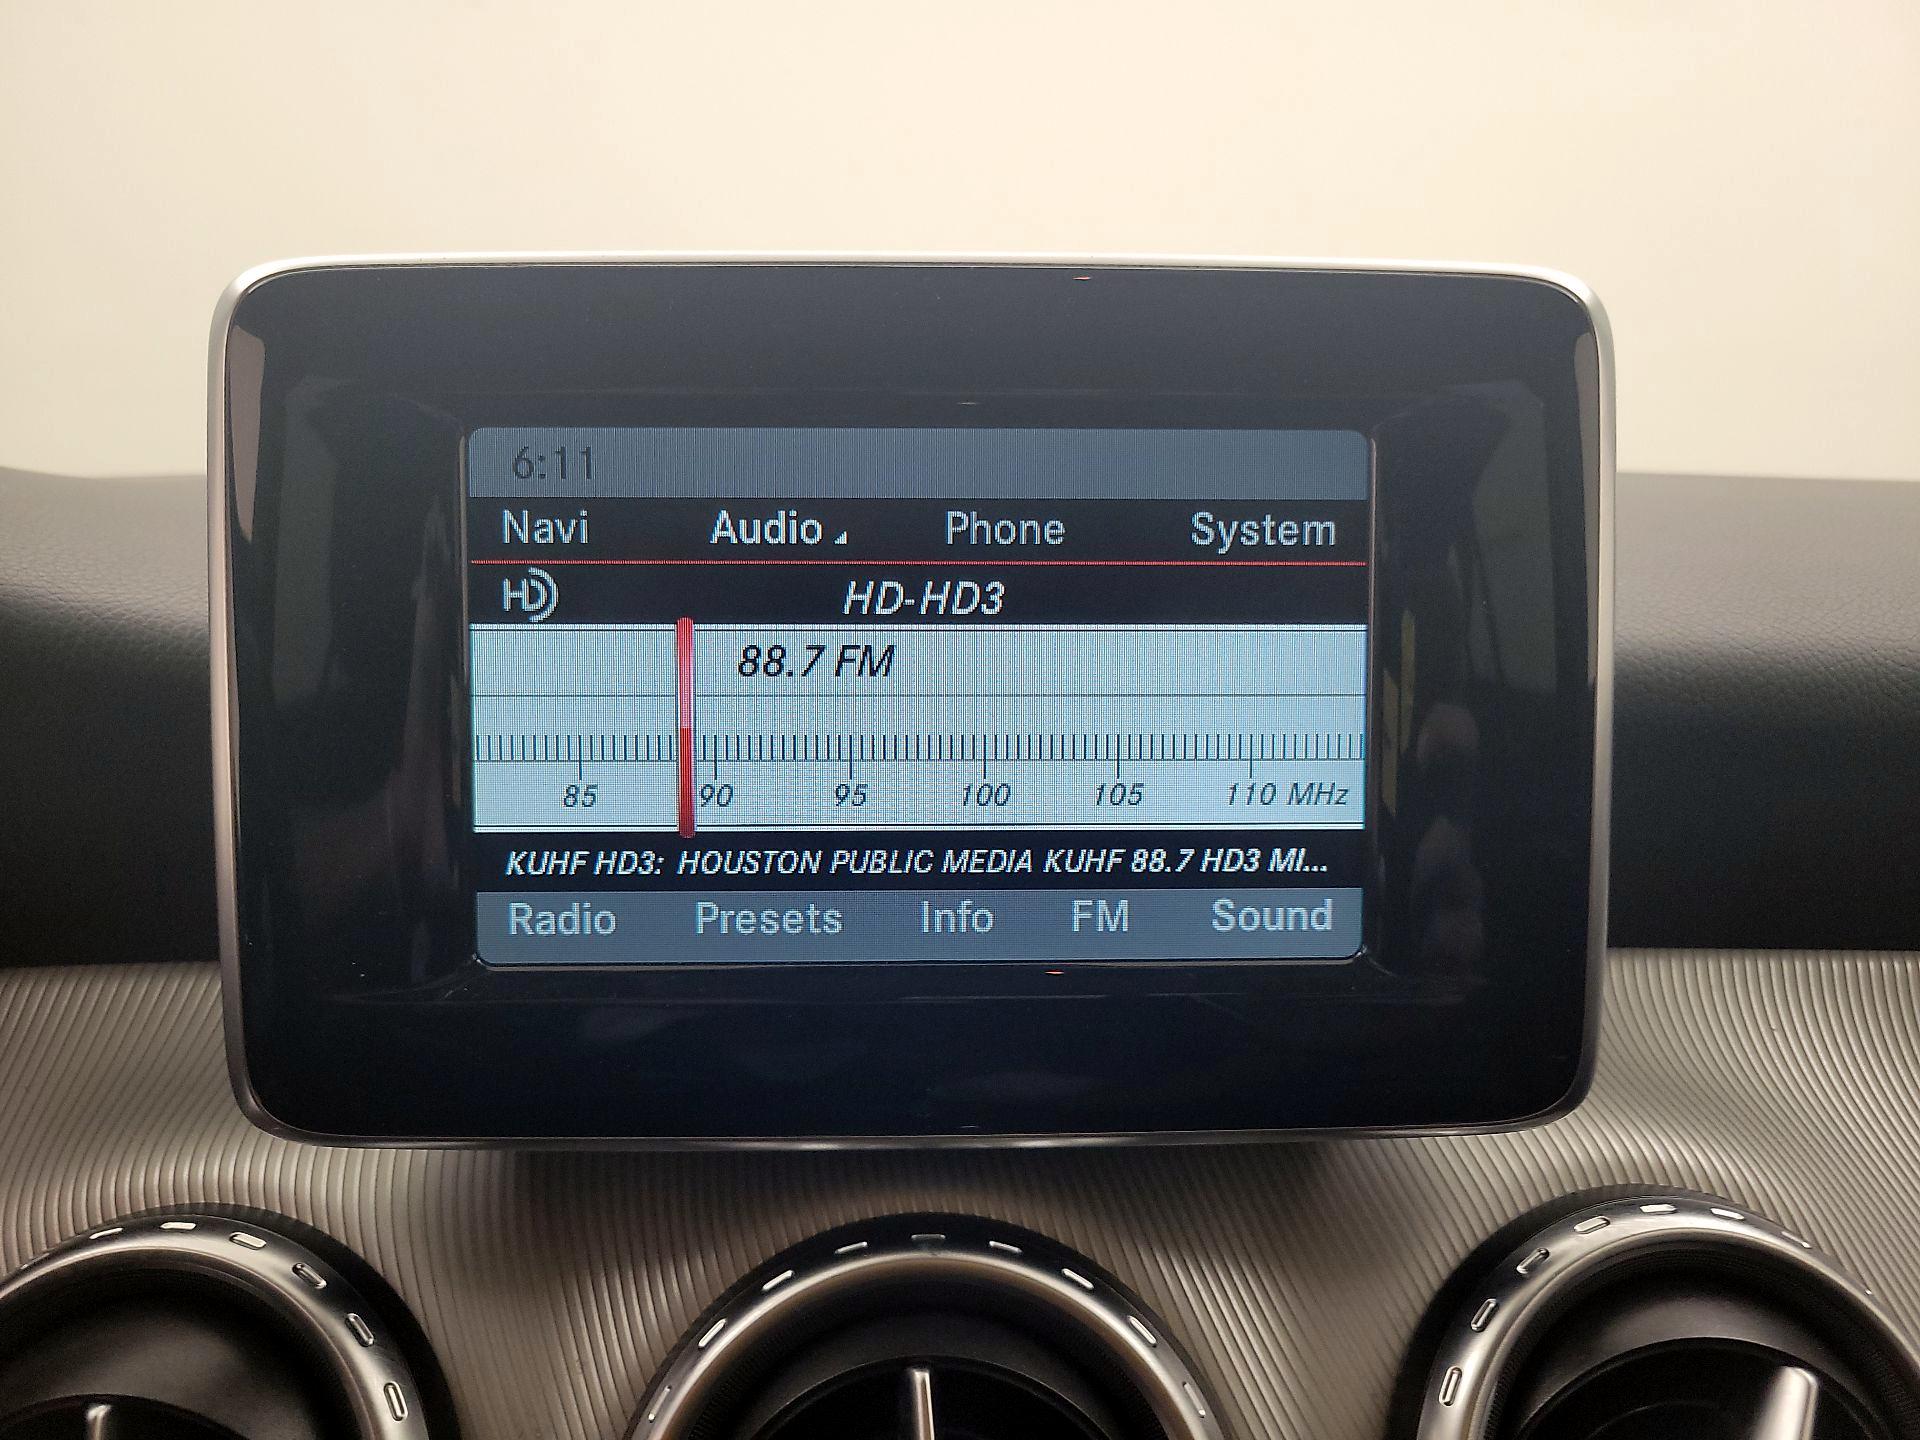 6:11
Navi Audio Phone System
HD HD-HD3
88.7 FM
85 90 95 100 105 110 MHz
KUHF HD3: HOUSTON PUBLIC MEDIA KUHF 88.7 HD3 MI...
Radio Presets Info FM Sound